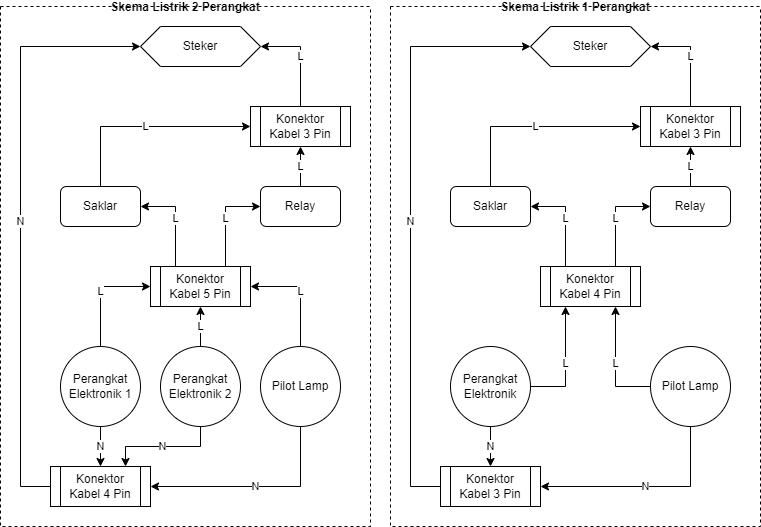 Skema Listrik 2 Perangkat
Steker
L
Konektor
Kabel 3 Pin
L
L
Saklar
Relay
N
L
L
Konektor
Kabel 5 Pin
L
L
L
Perangkat
Elektronik 1
Perangkat
Elektronik 2
Pilot Lamp
N
N
Konektor
Kabel 4 Pin
N
Skema Listrik 1 Perangkat
Steker
L
Konektor
Kabel 3 Pin
L
L
Saklar
Relay
N
L
L
Konektor
Kabel 4 Pin
L
L
Perangkat
Elektronik
Pilot Lamp
N
Konektor
Kabel 3 Pin
N